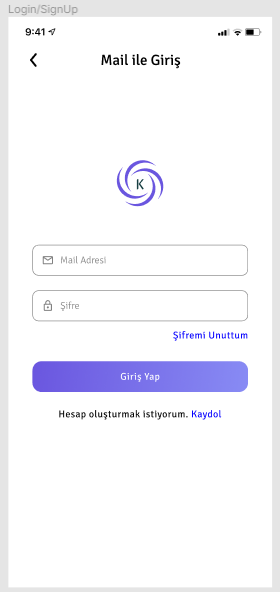 Login/SignUp
9:41
Mail ile Giriş
K
Mail Adresi
Şifre
Şifremi Unuttum
Giriş Yap
Hesap oluşturmak istiyorum. Kaydol